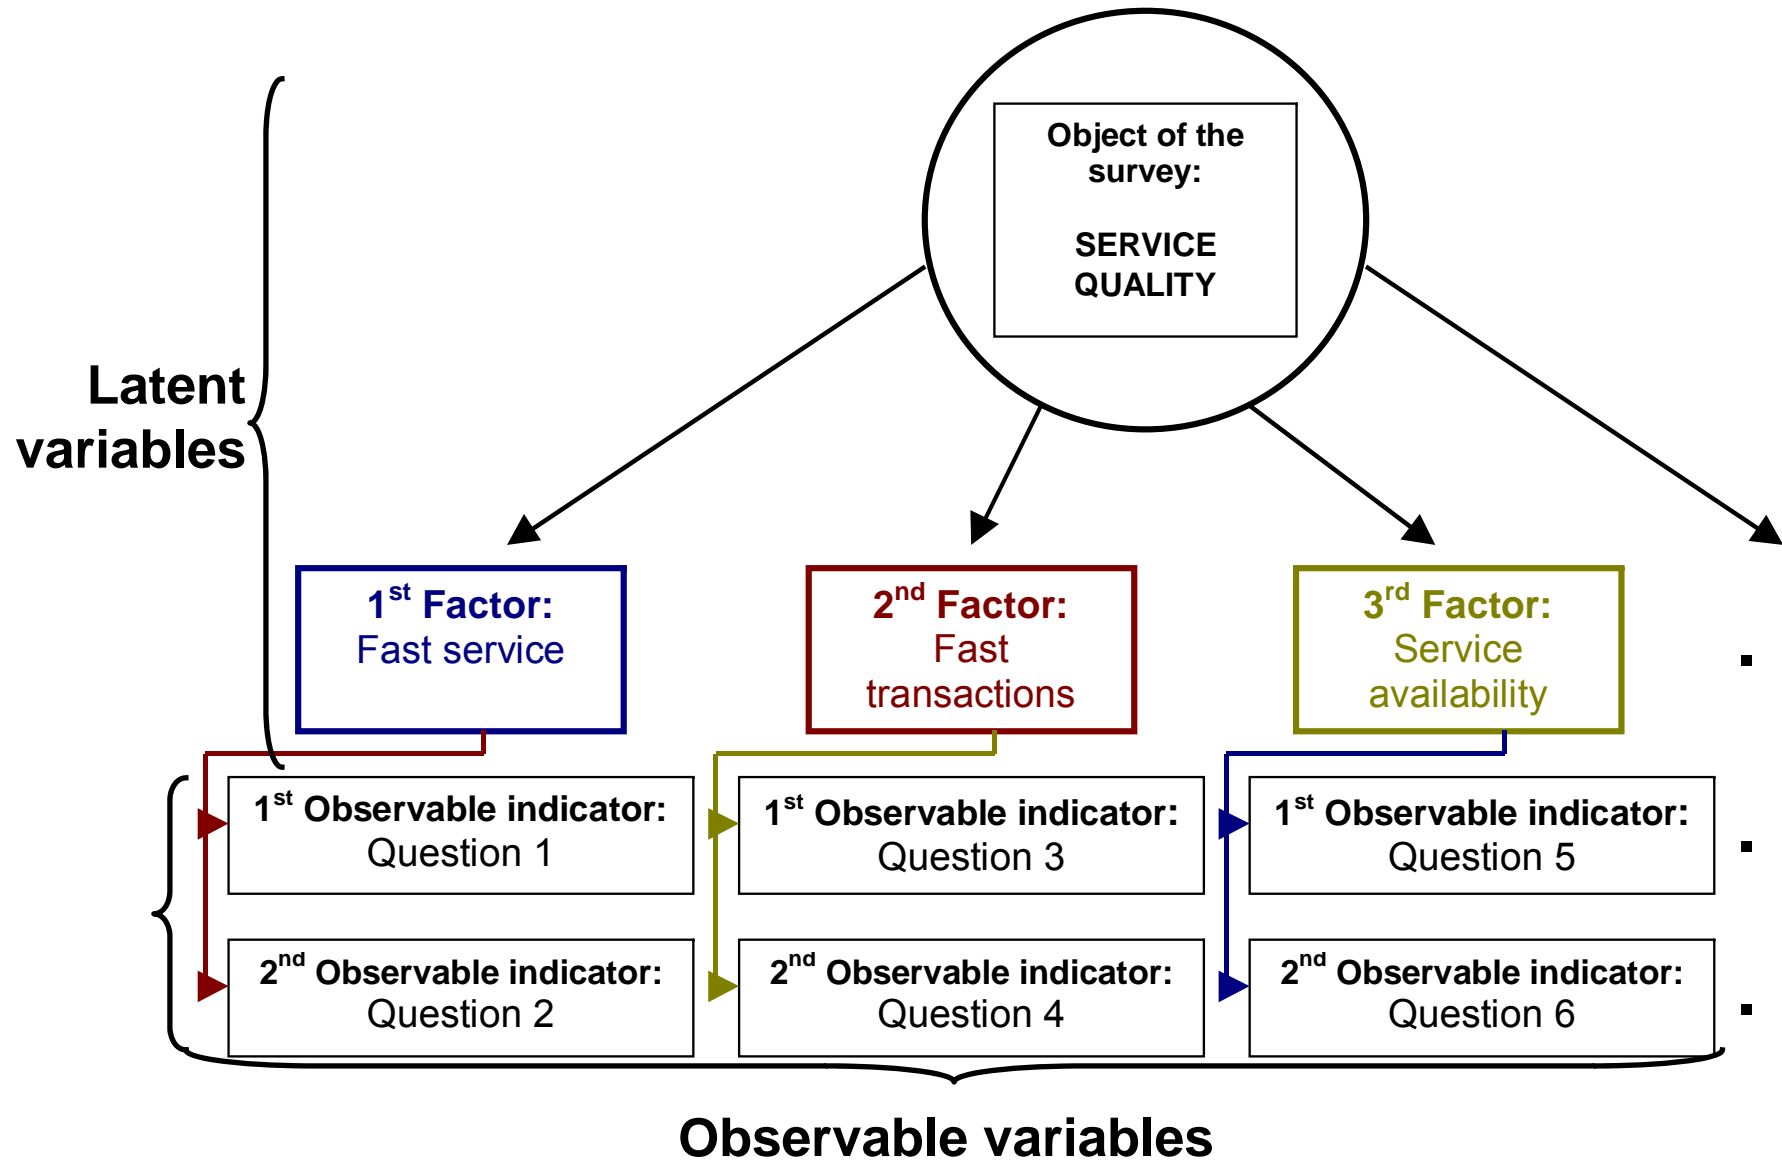 Object of the
survey:
SERVICE
QUALITY
Latent
variables
1st Factor:
Fast service
2nd Factor:
Fast
transactions
3rd Factor:
Service
availability
1st Observable indicator:
Question 1
1st Observable indicator:
Question 3
1st Observable indicator:
Question 5
2nd Observable indicator:
Question 2
2nd Observable indicator:
Question 4
2nd Observable indicator:
Question 6
Observable variables